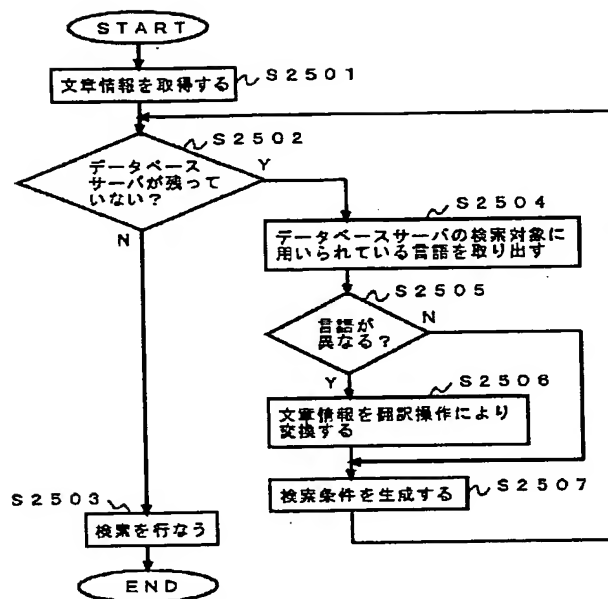 START
文章情報を取得する
S2501
S2502
データベース
サーバが残って
いない?
Y
N
S2504
データベースサーバの検索対象に
用いられている言語を取り出す
S2505
言語が
異なる?
N
Y
S2506
文章情報を翻訳操作により
変換する
検索条件を生成する
S2507
S2503
検索を行なう
END